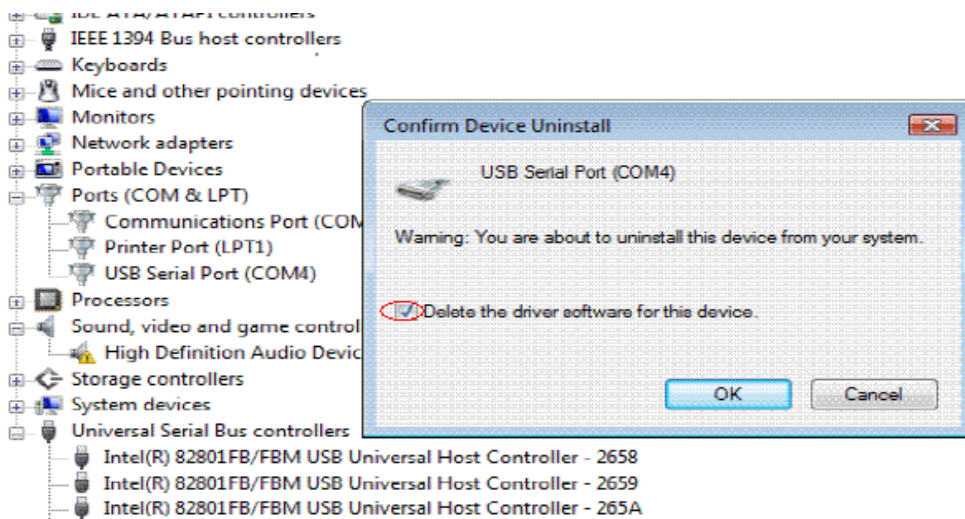 IDE ATA/ATAPI controllers
IEEE 1394 Bus host controllers
Keyboards
Mice and other pointing devices
Monitors
Network adapters
Portable Devices
Ports (COM & LPT)
Communications Port (COM
Printer Port (LPT1)
USB Serial Port (COM4)
Processors
Sound, video and game control
High Definition Audio Devic
Storage controllers
System devices
Universal Serial Bus controllers
Intel(R) 82801FB/FBM USB Universal Host Controller - 2658
Intel(R) 82801FB/FBM USB Universal Host Controller - 2659
Intel(R) 82801FB/FBM USB Universal Host Controller - 265A
Confirm Device Uninstall
USB Serial Port (COM4)
Warning: You are about to uninstall this device from your system.
Delete the driver software for this device.
OK
Cancel